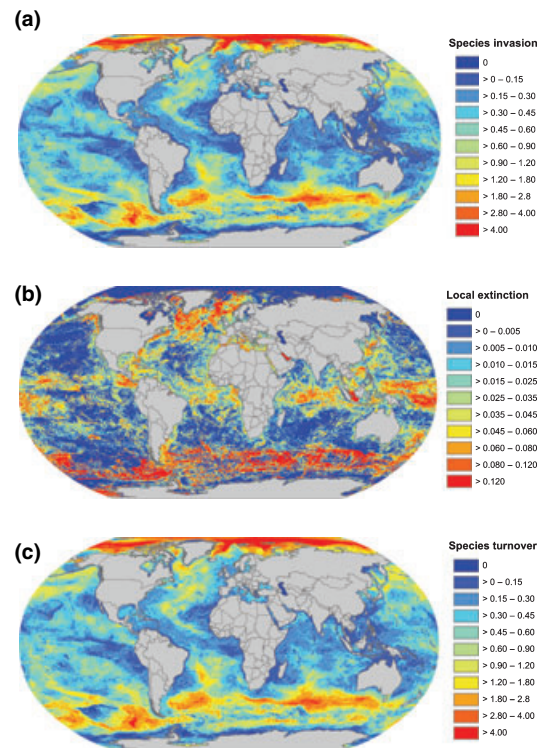 (a)
Species invasion
0
> 0 – 0.15
> 0.15 – 0.30
> 0.30 – 0.45
> 0.45 – 0.60
> 0.60 – 0.90
> 0.90 – 1.20
> 1.20 – 1.80
> 1.80 – 2.8
> 2.80 – 4.00
> 4.00
(b)
Local extinction
0
> 0 – 0.005
> 0.005 – 0.010
> 0.010 – 0.015
> 0.015 – 0.025
> 0.025 – 0.035
> 0.035 – 0.045
> 0.045 – 0.060
> 0.060 – 0.080
> 0.080 – 0.120
> 0.120
(c)
Species turnover
0
> 0 – 0.15
> 0.15 – 0.30
> 0.30 – 0.45
> 0.45 – 0.60
> 0.60 – 0.90
> 0.90 – 1.20
> 1.20 – 1.80
> 1.80 – 2.8
> 2.80 – 4.00
> 4.00